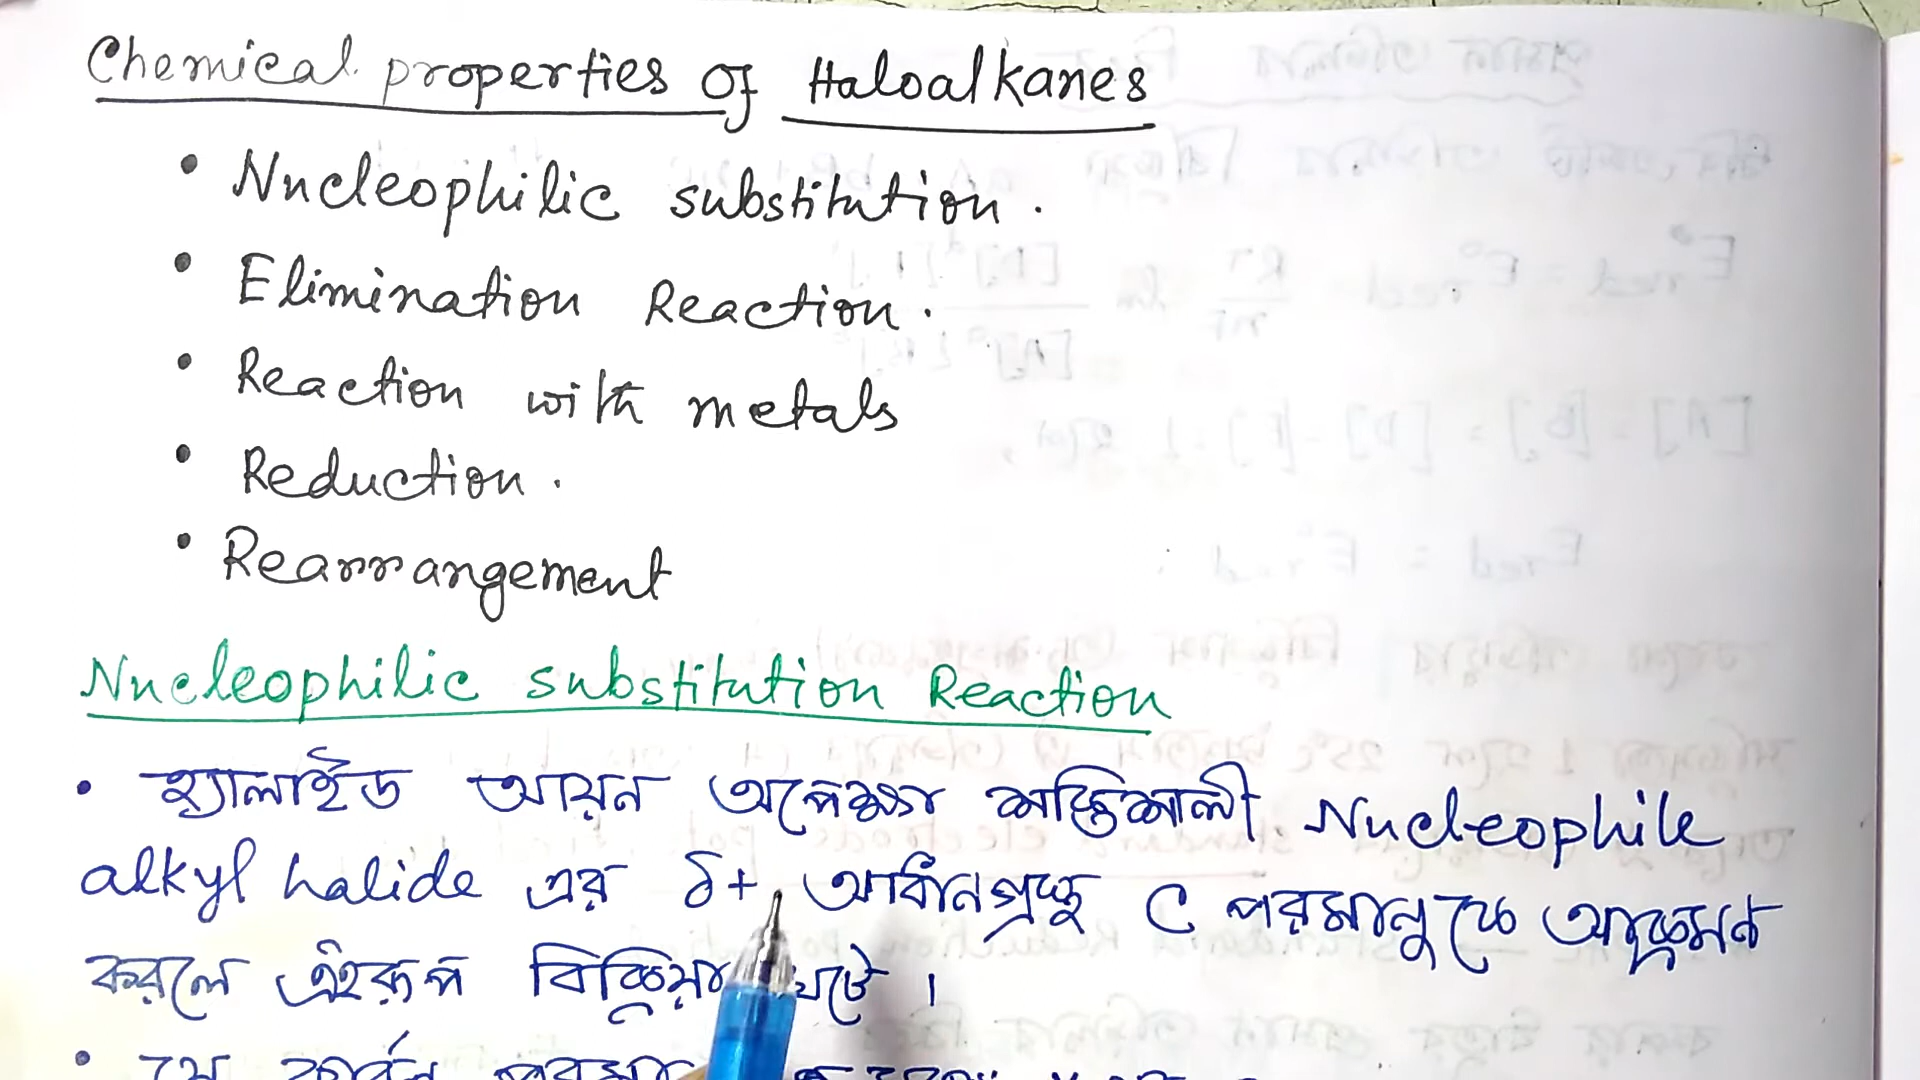 Chemical properties of Haloalkanes
• Nucleophilic substitution.
• Elimination Reaction.
• Reaction with metals
• Reduction.
• Rearrangement
Nucleophilic substitution Reaction
• হ্যালাইড আয়ন অপেক্ষা শক্তিশালী Nucleophile
alkyl halide এর δ+ আধানগ্রস্ত C পরমানুকে আক্রমণ
করলে এইরূপ বিক্রিয়া ঘটে।
• যে কার্বন